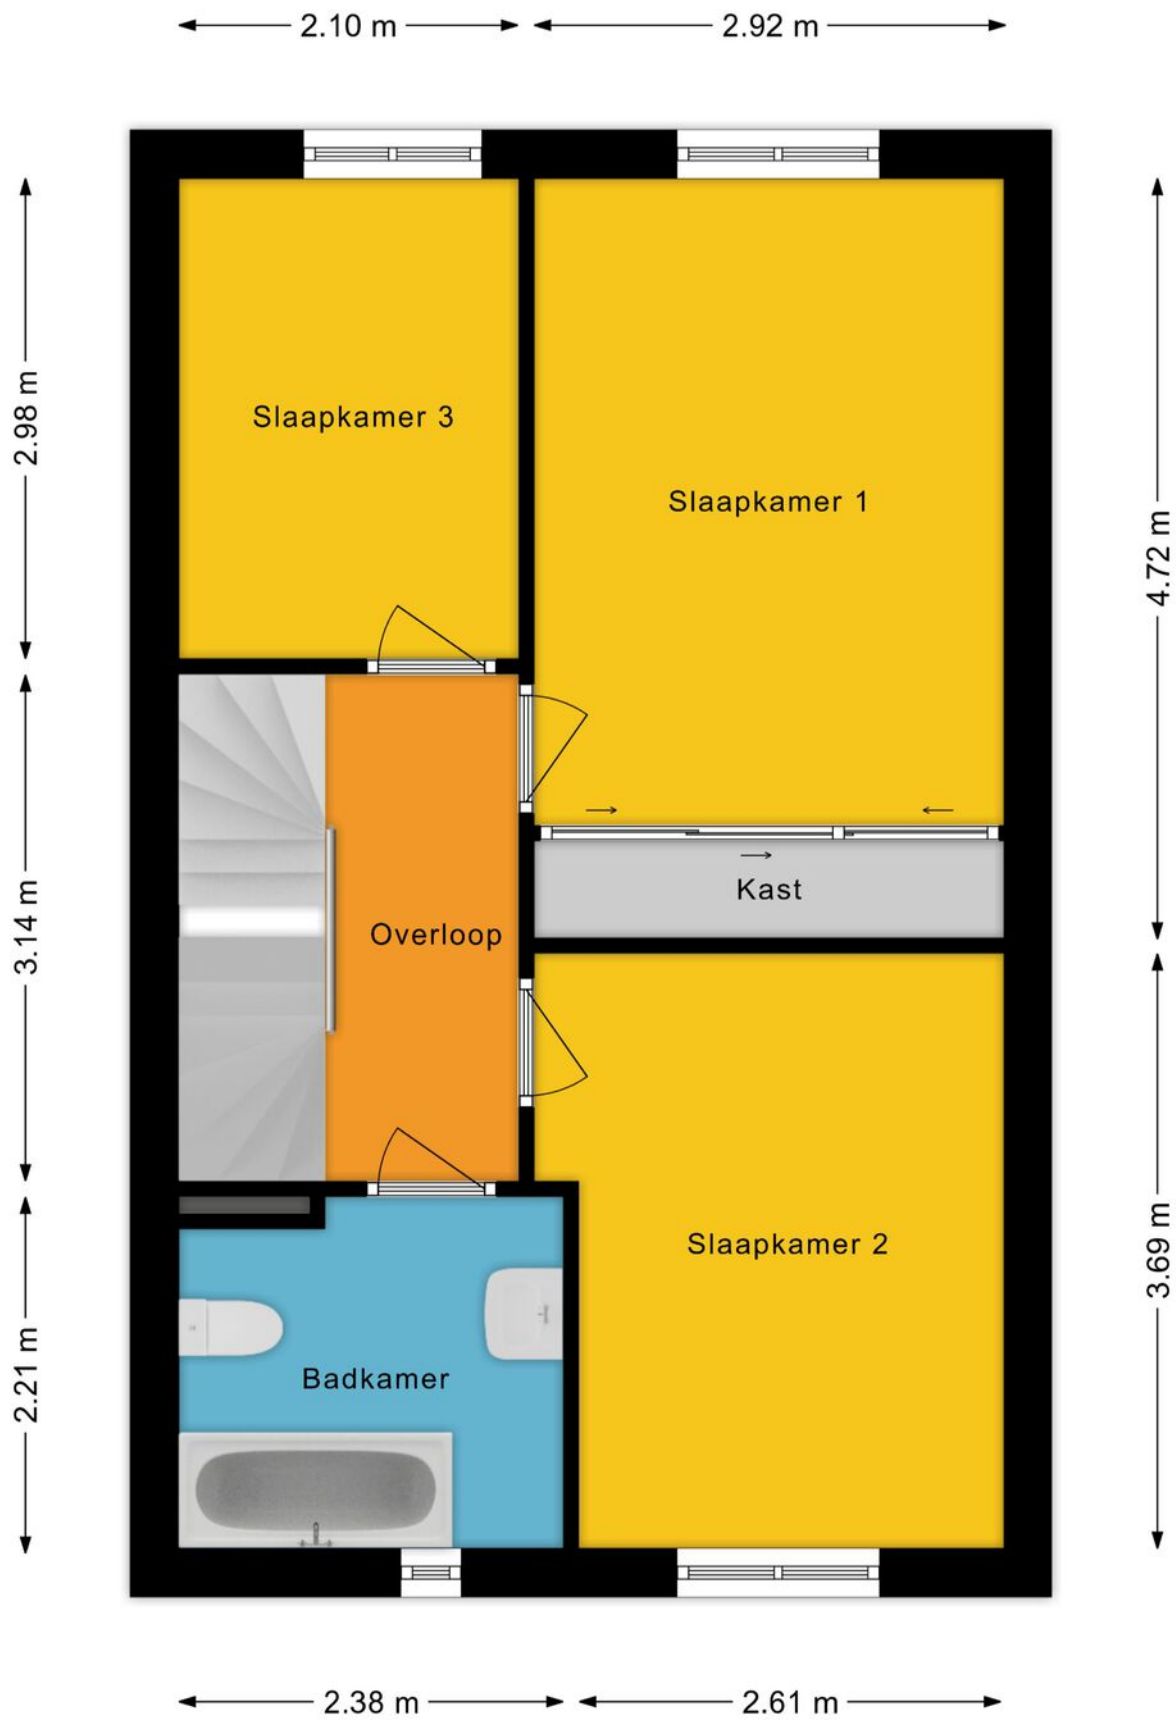 2.10 m
2.92 m
2.98 m
Slaapkamer 3
Slaapkamer 1
4.72 m
Kast
3.14 m
Overloop
Slaapkamer 2
3.69 m
2.21 m
Badkamer
2.38 m
2.61 m